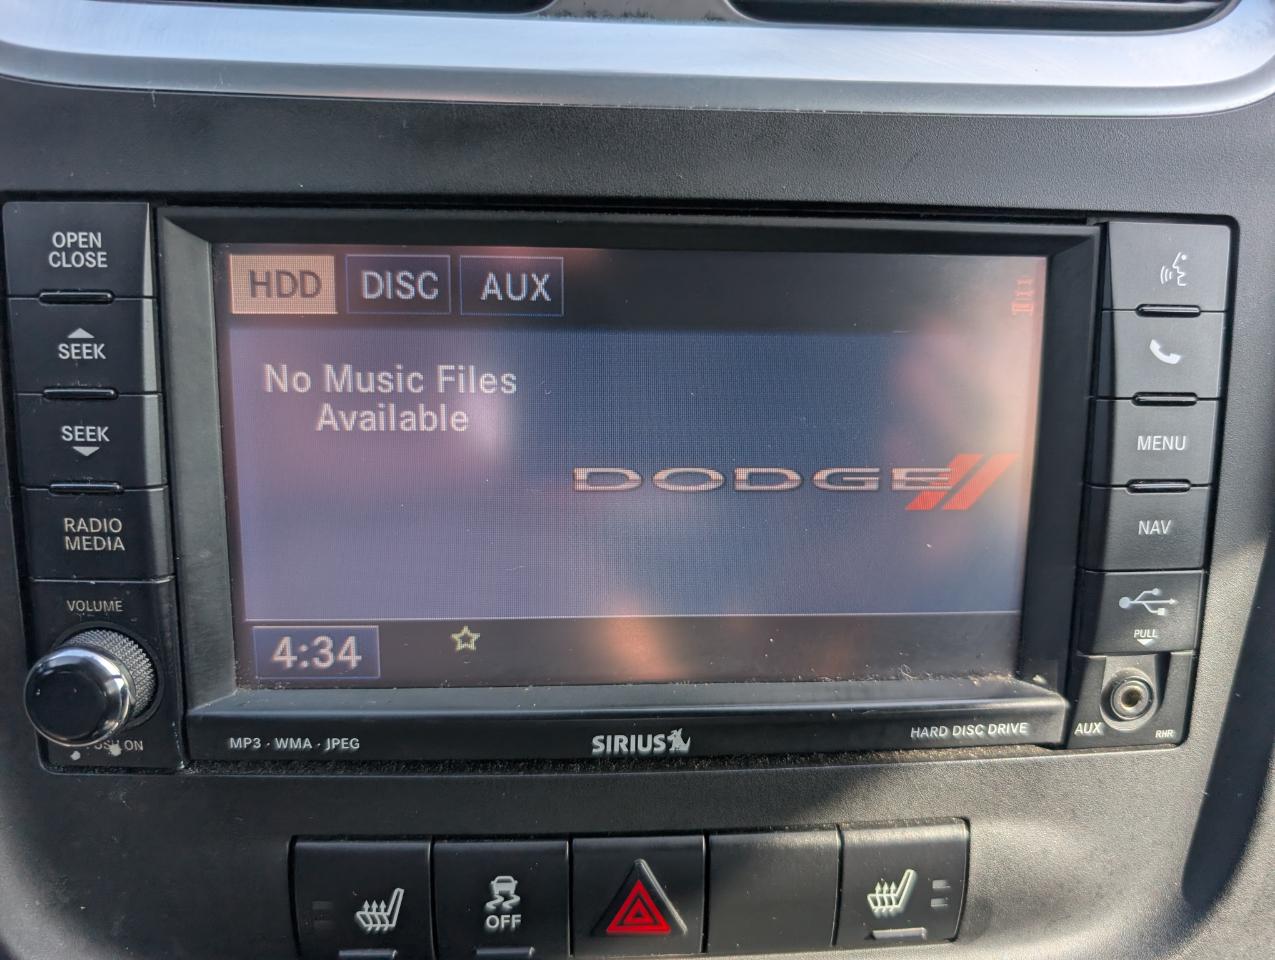 OPEN
CLOSE
SEEK
SEEK
RADIO
MEDIA
VOLUME
HDD DISC AUX
No Music Files
Available
DODGE
4:34
MENU
NAV
PULL
AUX
RHR
MP3 · WMA · JPEG
SIRIUS
HARD DISC DRIVE
ON
OFF